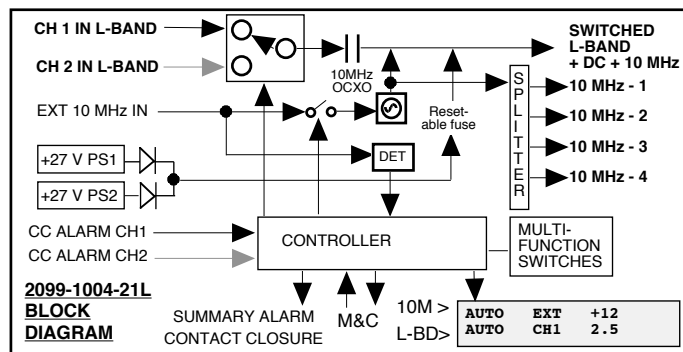 CH 1 IN L-BAND
CH 2 IN L-BAND
10MHz
OCXO
SWITCHED
L-BAND
+ DC + 10 MHz
EXT 10 MHz IN
Reset-
able fuse
SPLITTER
10 MHz - 1
10 MHz - 2
10 MHz - 3
10 MHz - 4
+27 V PS1
+27 V PS2
DET
CC ALARM CH1
CC ALARM CH2
CONTROLLER
MULTI-
FUNCTION
SWITCHES
2099-1004-21L
BLOCK
DIAGRAM
SUMMARY ALARM
CONTACT CLOSURE
M&C
10M >
L-BD>
AUTO EXT +12
AUTO CH1 2.5